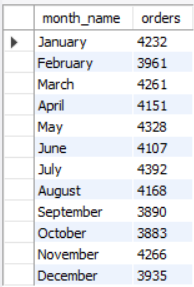 month_name orders
January 4232
February 3961
March 4261
April 4151
May 4328
June 4107
July 4392
August 4168
September 3890
October 3883
November 4266
December 3935